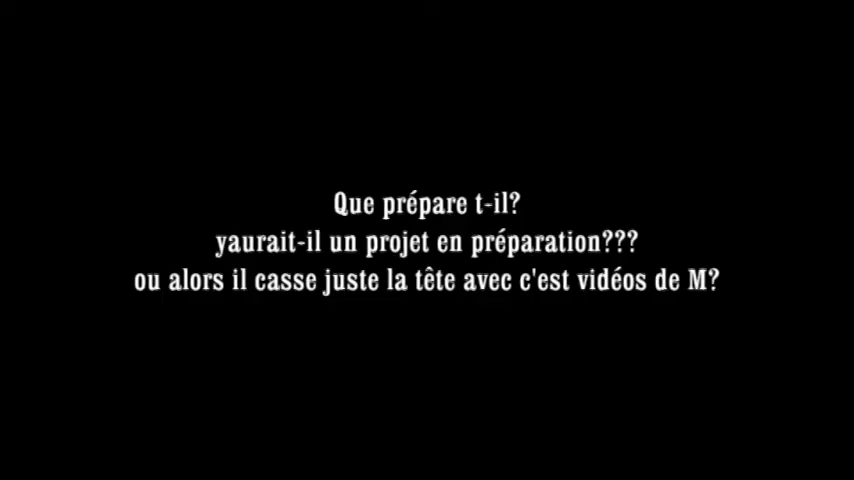 Que prépare t-il?
yaurait-il un projet en préparation???
ou alors il casse juste la tête avec c'est vidéos de M?